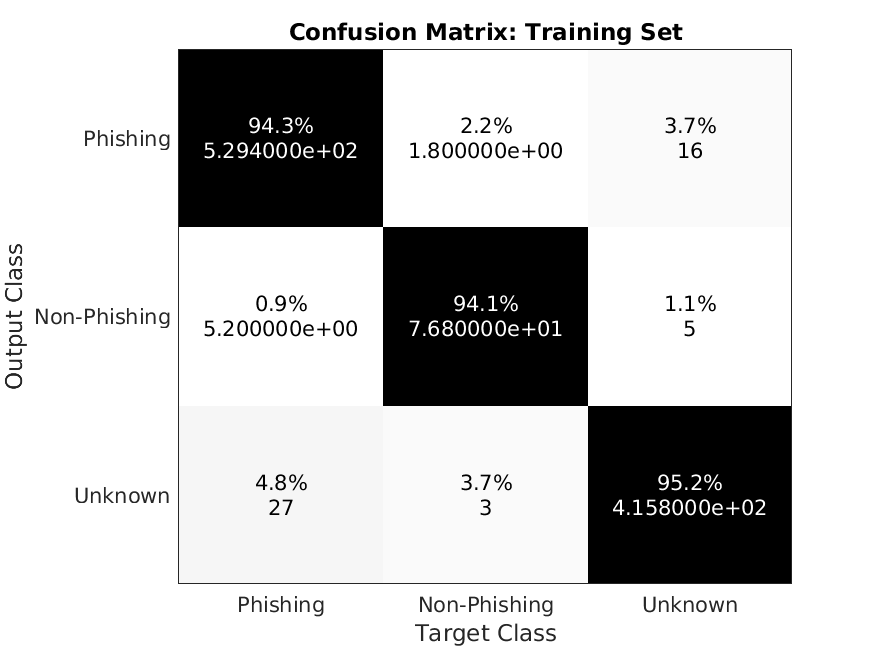 Confusion Matrix: Training Set
Phishing
94.3%
5.294000e+02
2.2%
1.800000e+00
3.7%
16
Non-Phishing
0.9%
5.200000e+00
94.1%
7.680000e+01
1.1%
5
Unknown
4.8%
27
3.7%
3
95.2%
4.158000e+02
Output Class
Phishing
Non-Phishing
Unknown
Target Class